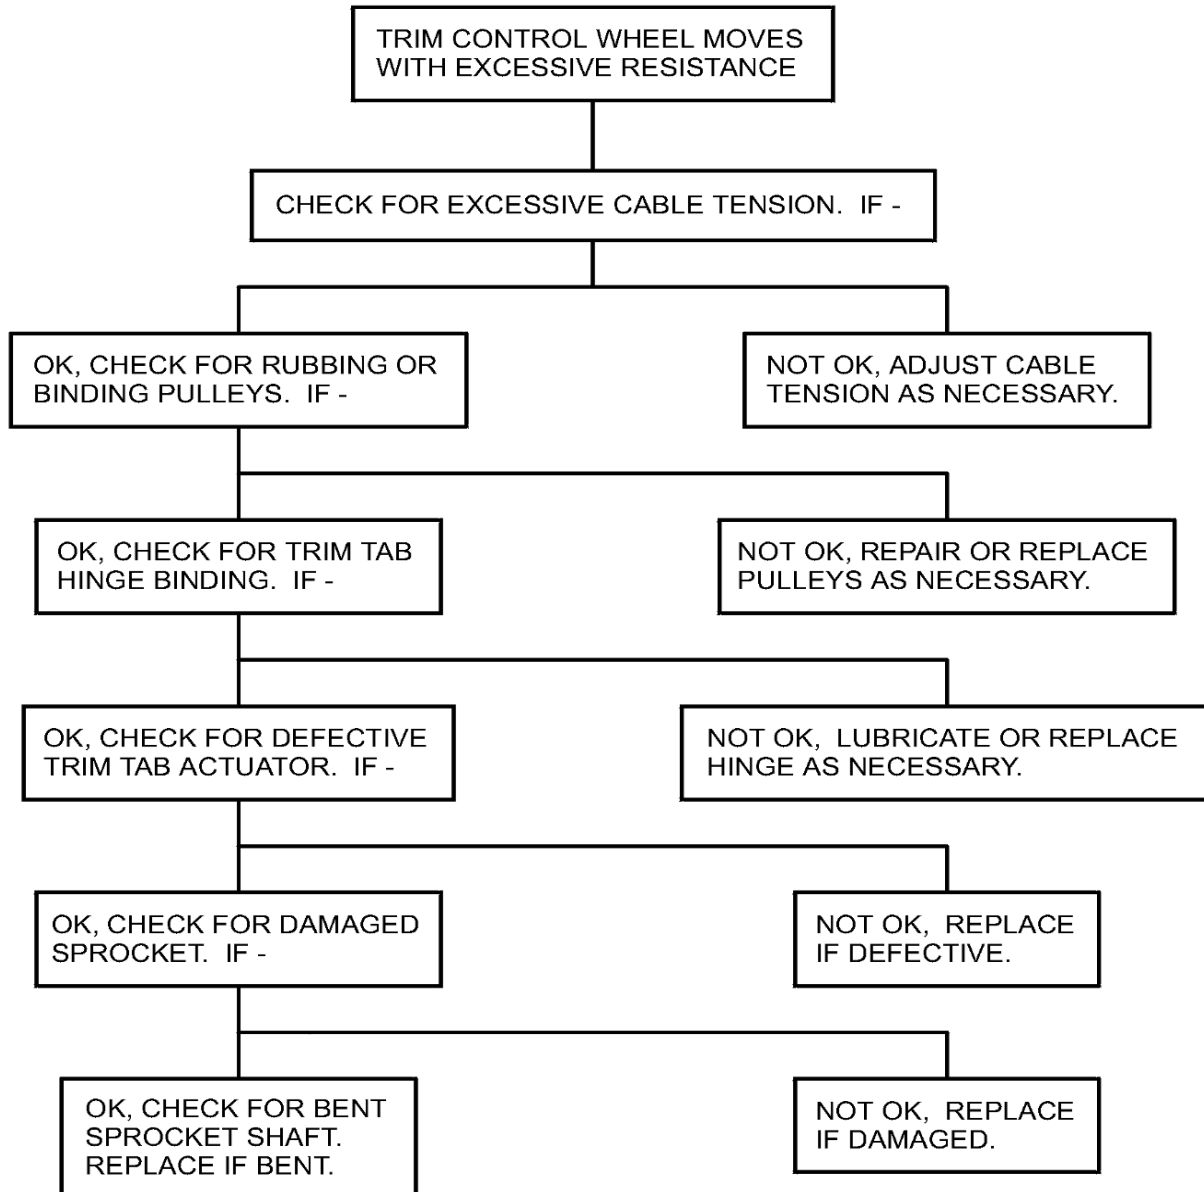 TRIM CONTROL WHEEL MOVES
WITH EXCESSIVE RESISTANCE
CHECK FOR EXCESSIVE CABLE TENSION.  IF -
OK, CHECK FOR RUBBING OR
BINDING PULLEYS.  IF -
NOT OK, ADJUST CABLE
TENSION AS NECESSARY.
OK, CHECK FOR TRIM TAB
HINGE BINDING.  IF -
NOT OK, REPAIR OR REPLACE
PULLEYS AS NECESSARY.
OK, CHECK FOR DEFECTIVE
TRIM TAB ACTUATOR.  IF -
NOT OK,  LUBRICATE OR REPLACE
HINGE AS NECESSARY.
OK, CHECK FOR DAMAGED
SPROCKET.  IF -
NOT OK,  REPLACE
IF DEFECTIVE.
OK, CHECK FOR BENT
SPROCKET SHAFT.
REPLACE IF BENT.
NOT OK,  REPLACE
IF DAMAGED.